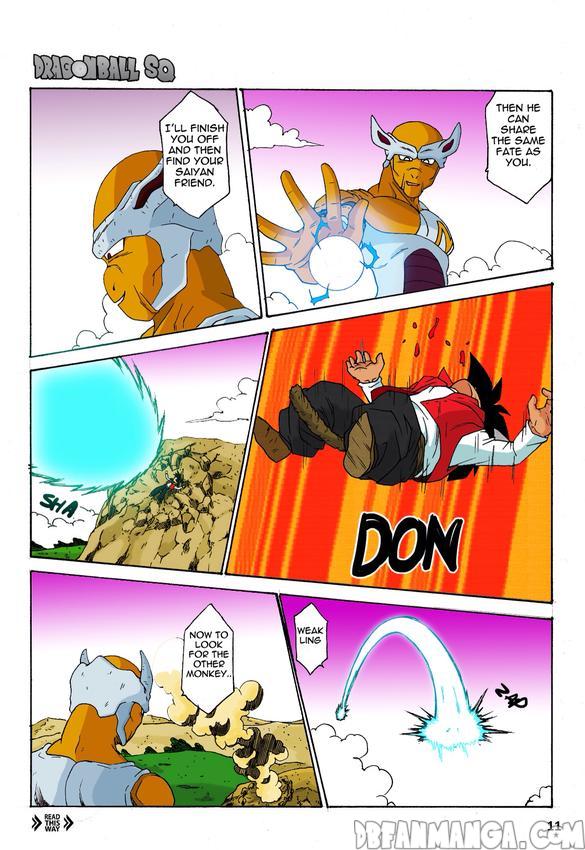 DRAGONBALL SQ
I'LL FINISH
YOU OFF
AND THEN
FIND YOUR
SAIYAN
FRIEND.
THEN HE
CAN
SHARE
THE SAME
FATE AS
YOU.
SHA
DON
NOW TO
LOOK
FOR THE
OTHER
MONKEY..
WEAK
LING
READ
THIS
WAY
11
DBFANMANGA.COM